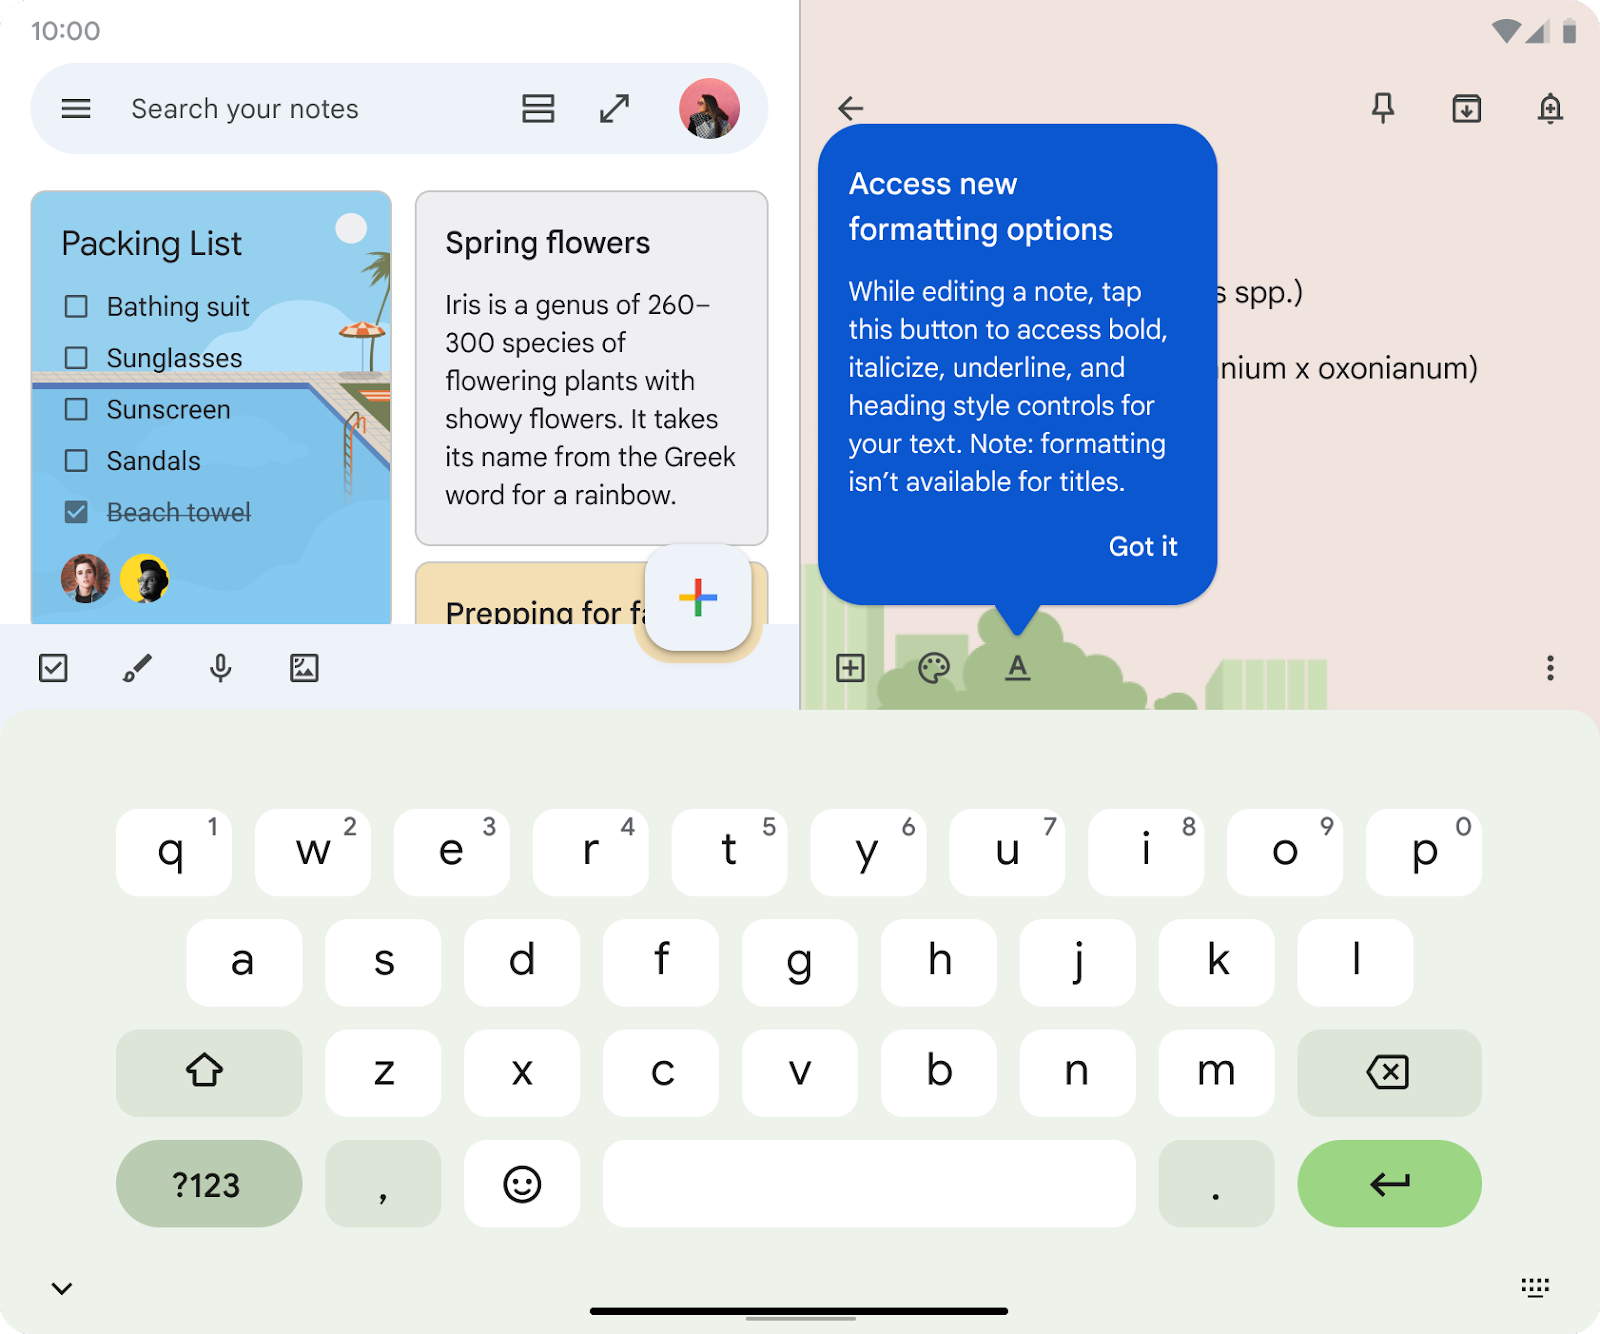 10:00
Search your notes
Packing List
Bathing suit
Sunglasses
Sunscreen
Sandals
Beach towel
Spring flowers
Iris is a genus of 260–
300 species of
flowering plants with
showy flowers. It takes
its name from the Greek
word for a rainbow.
Prepping for
Access new
formatting options
While editing a note, tap
this button to access bold,
italicize, underline, and
heading style controls for
your text. Note: formatting
isn’t available for titles.
Got it
spp.)
x oxonianum)
A
q 1 w 2 e 3 r 4 t 5 y 6 u 7 i 8 o 9 p 0
a s d f g h j k l
z x c v b n m
?123 , .